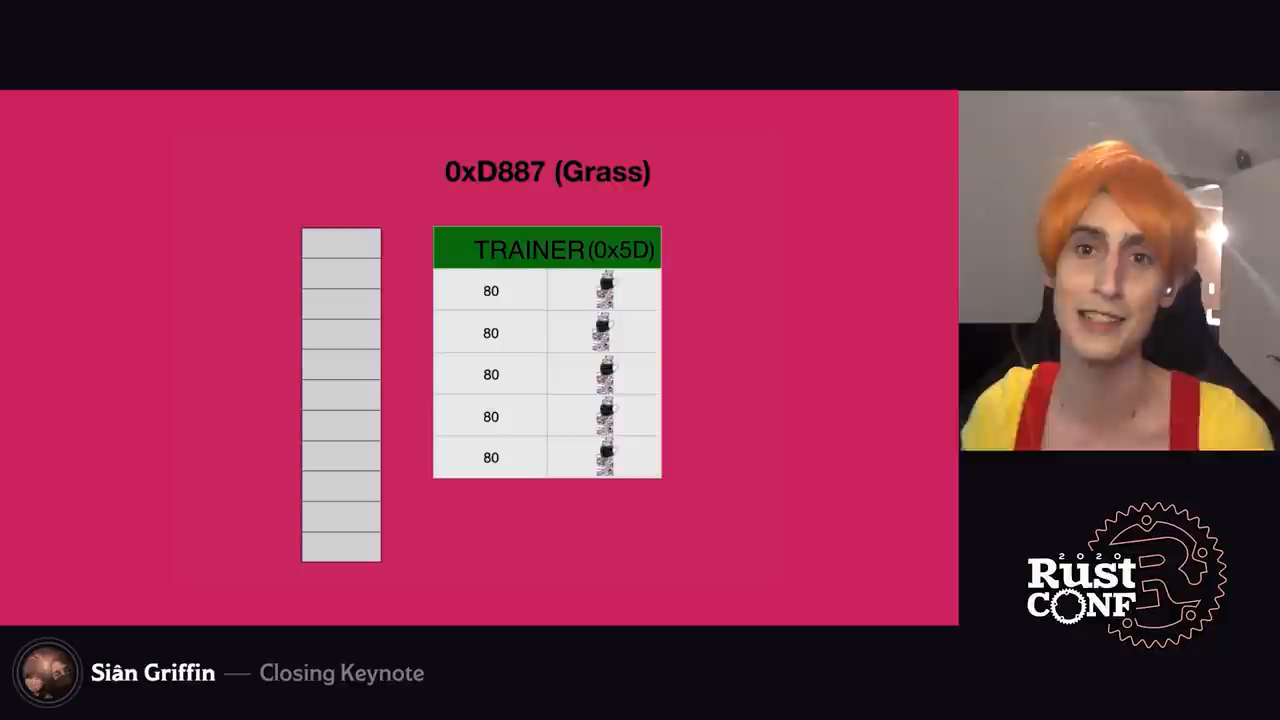 0xD887 (Grass)
TRAINER (0x5D)
80
80
80
80
80
2020
Rust
CONF
Siân Griffin — Closing Keynote